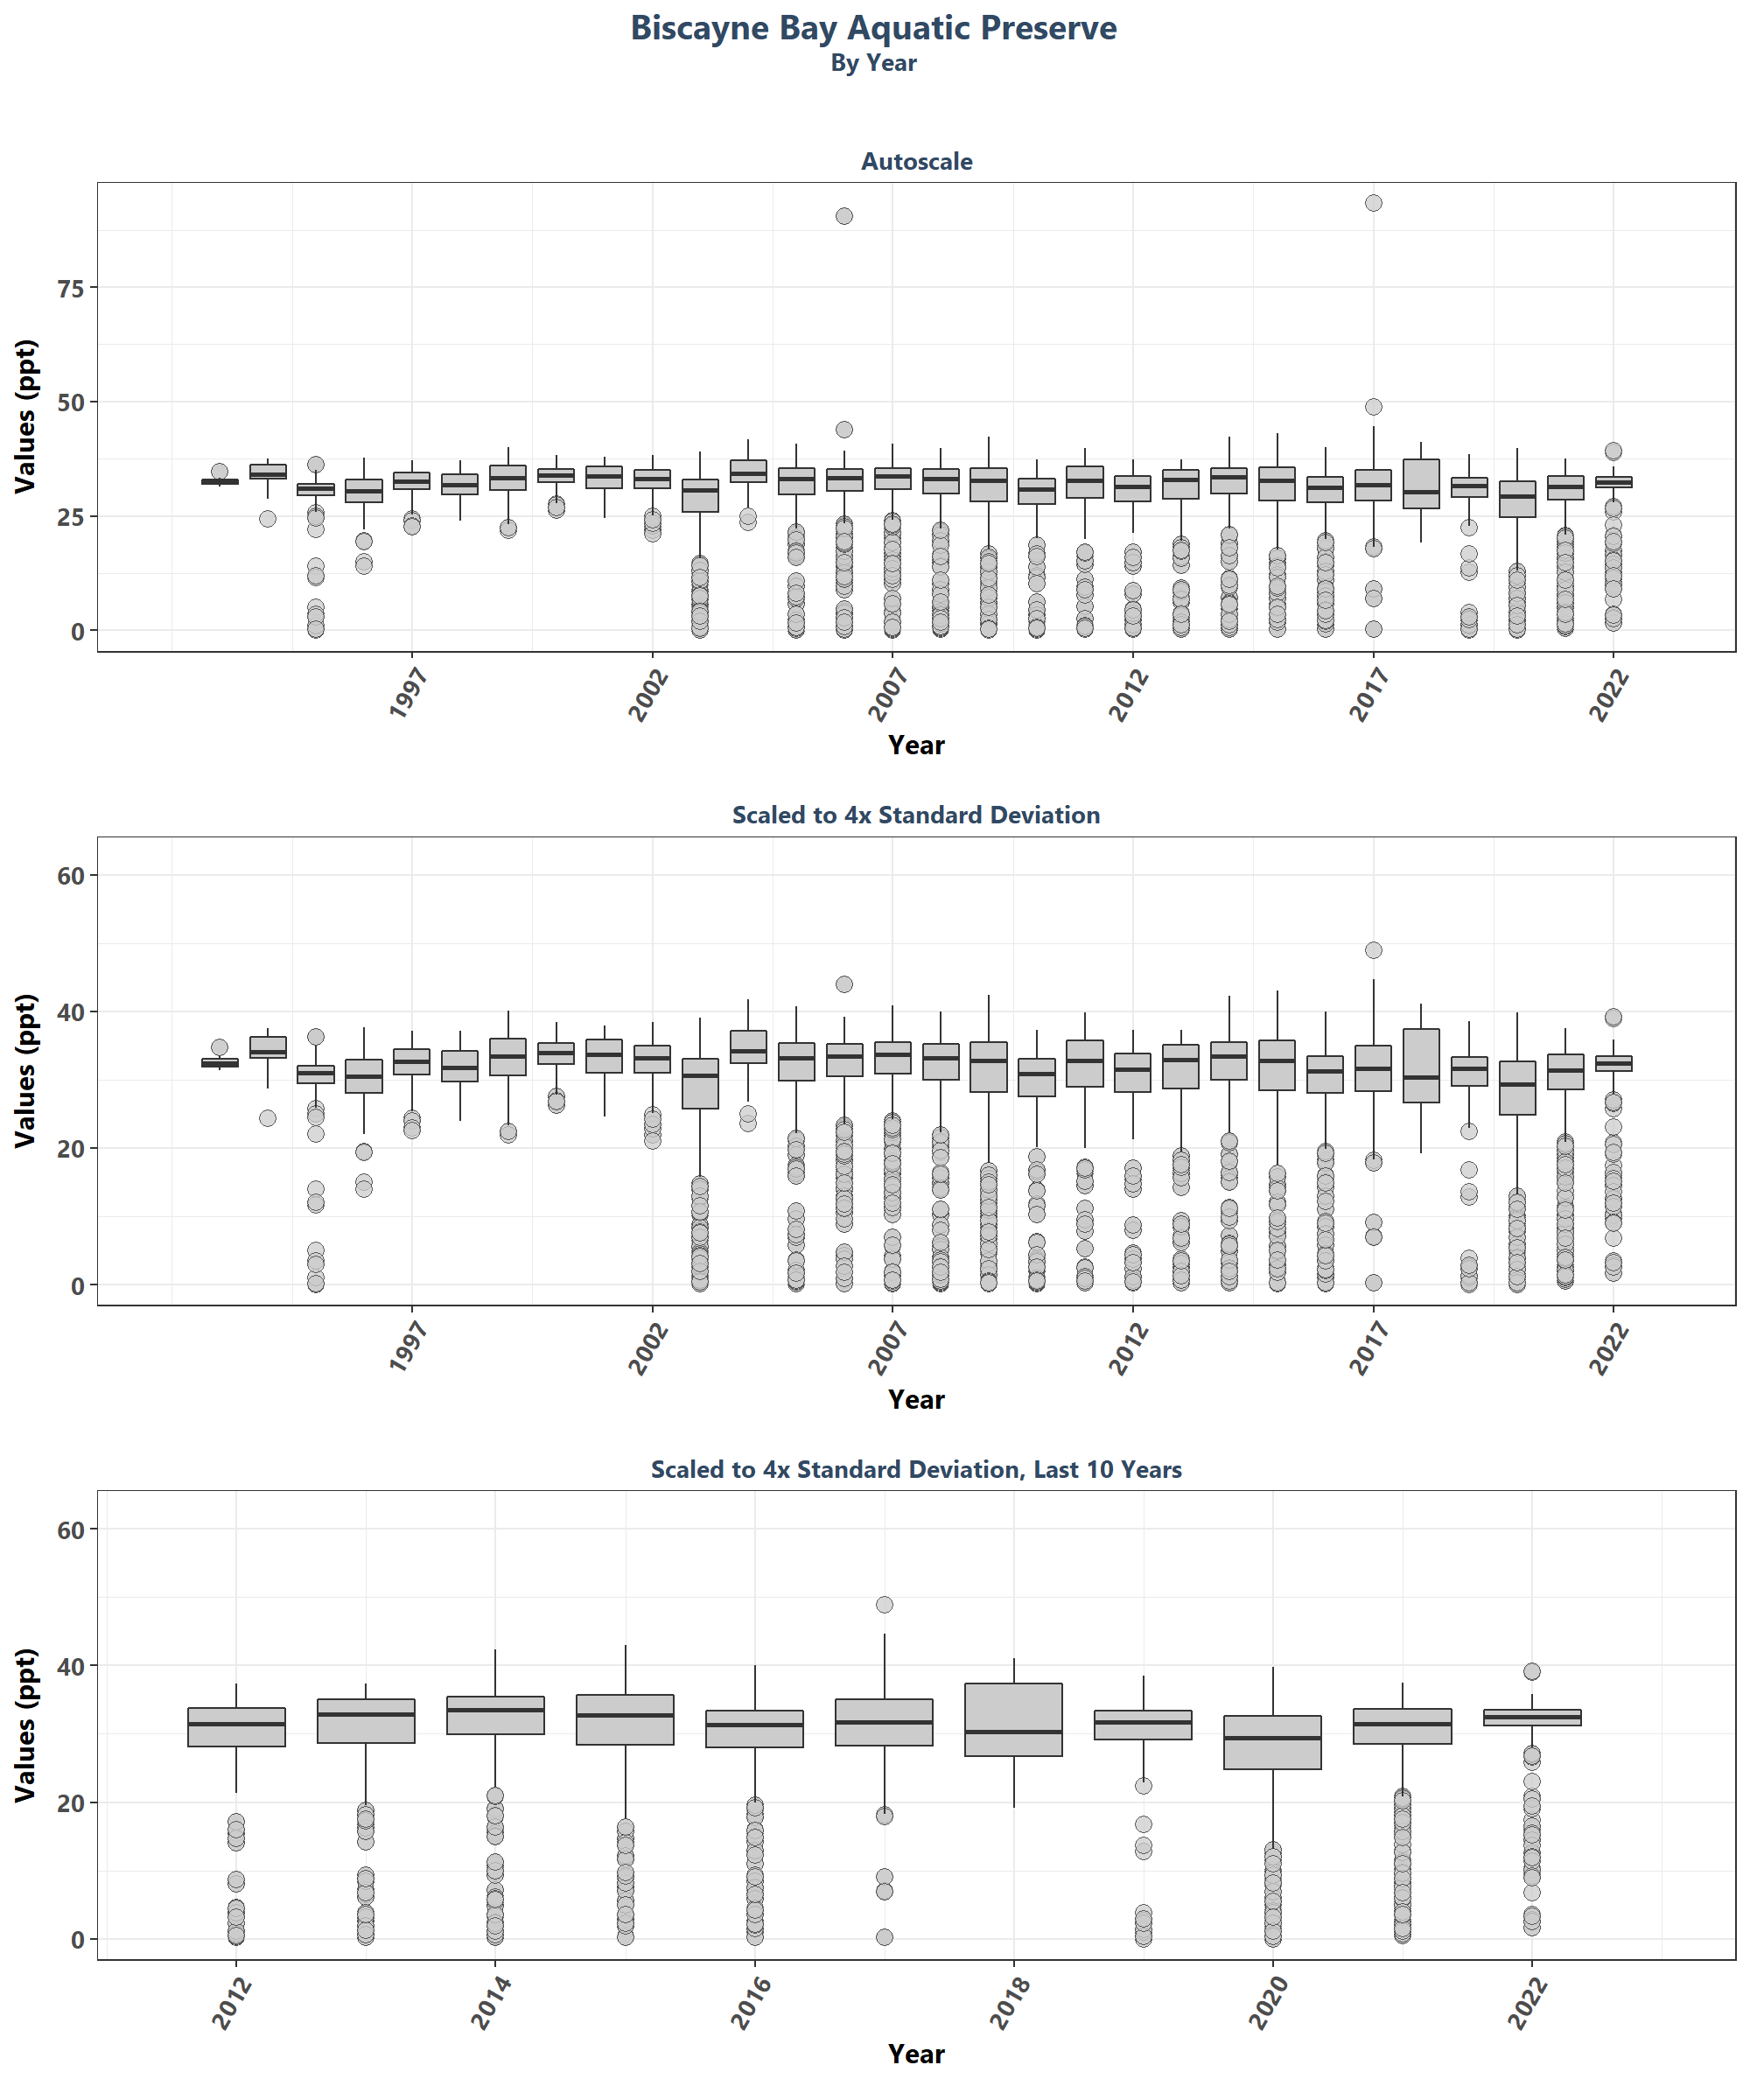 Biscayne Bay Aquatic Preserve
By Year
Autoscale
Values (ppt)
75
50
25
0
1997
2002
2007
2012
2017
2022
Year
Scaled to 4x Standard Deviation
Values (ppt)
60
40
20
0
1997
2002
2007
2012
2017
2022
Year
Scaled to 4x Standard Deviation, Last 10 Years
Values (ppt)
60
40
20
0
2012
2014
2016
2018
2020
2022
Year